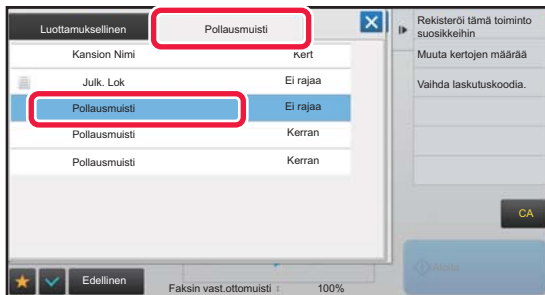 Luottamuksellinen
Pollausmuisti
Kansion Nimi
Kert
Julk. Lok
Ei rajaa
Pollausmuisti
Ei rajaa
Pollausmuisti
Kerran
Pollausmuisti
Kerran
Edellinen
Faksin vast.ottomuisti :
100%
Rekisteröi tämä toiminto
suosikkeihin
Muuta kertojen määrää
Vaihda laskutuskoodia.
CA
Aloita